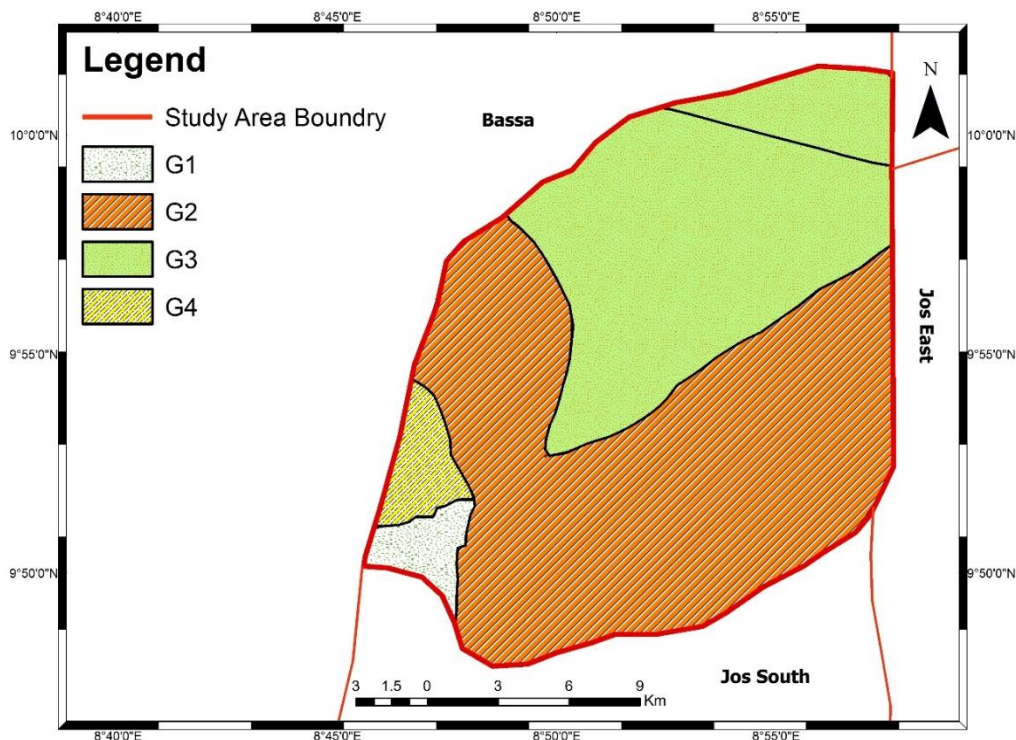 8°40'0"E 8°45'0"E 8°50'0"E 8°55'0"E
Legend
N
Study Area Boundry
Bassa
10°0'0"N 10°0'0"N
G1
G2
G3
G4
Jos East
9°55'0"N 9°55'0"N
9°50'0"N 9°50'0"N
Jos South
3 1.5 0 3 6 9
Km
8°40'0"E 8°45'0"E 8°50'0"E 8°55'0"E